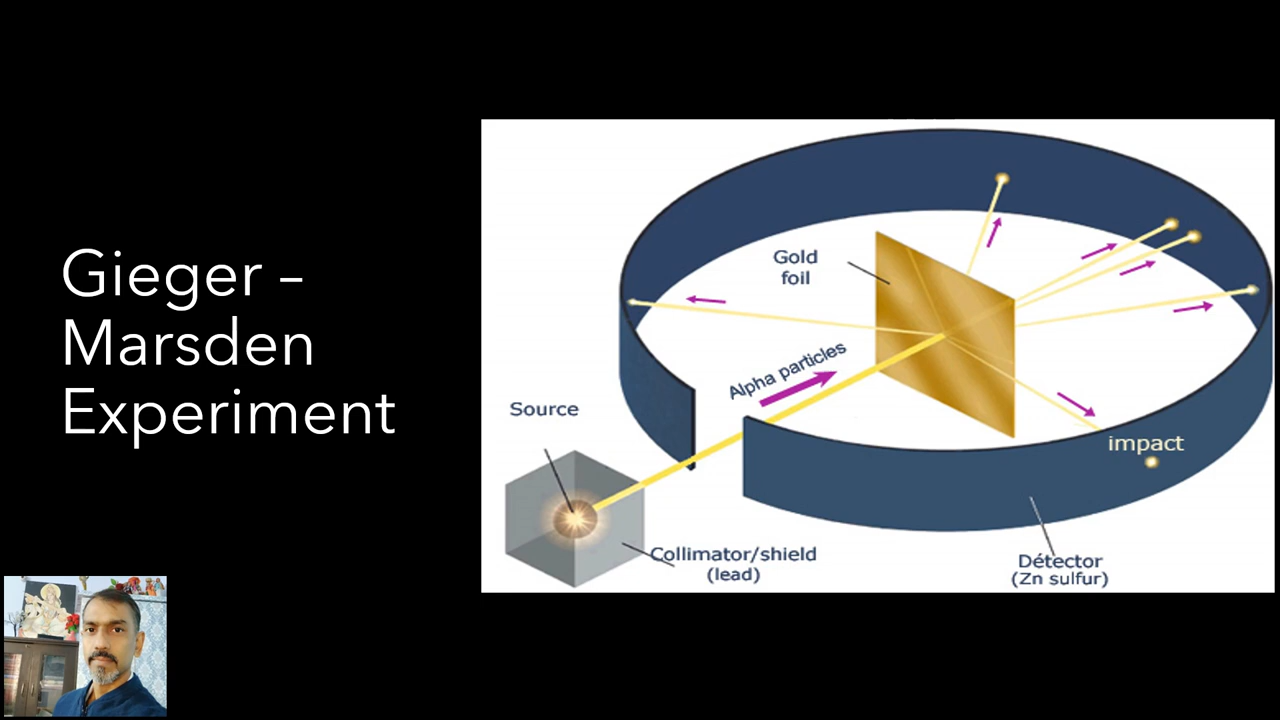 Gieger –
Marsden
Experiment
Gold
foil
Alpha particles
Source
impact
Collimator/shield
(lead)
Détector
(Zn sulfur)